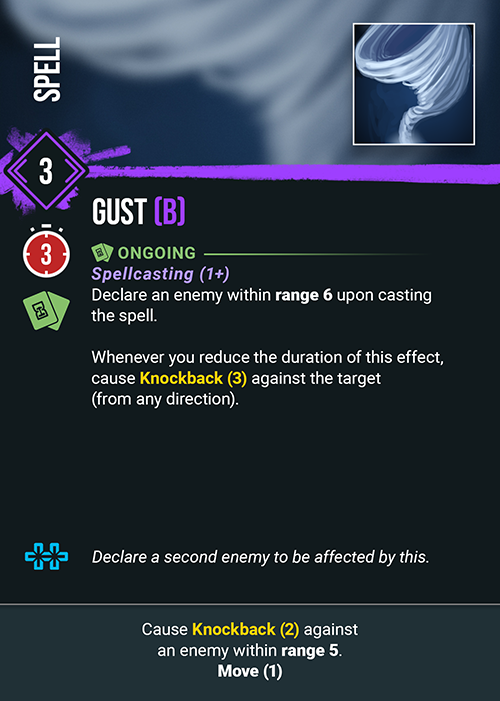 SPELL
3
GUST (B)
3
ONGOING
Spellcasting (1+)
Declare an enemy within range 6 upon casting
the spell.
Whenever you reduce the duration of this effect,
cause Knockback (3) against the target
(from any direction).
Declare a second enemy to be affected by this.
Cause Knockback (2) against
an enemy within range 5.
Move (1)